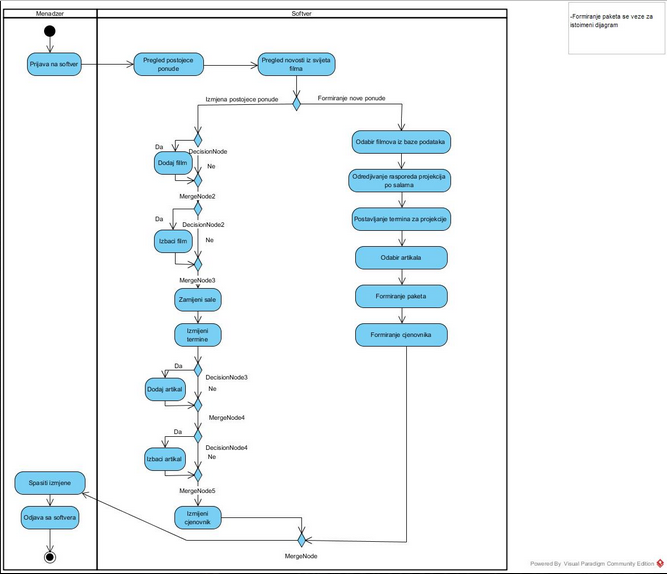 Menadzer
Softver
-Formiranje paketa se veze za
istoimeni dijagram
Prijava na softver
Pregled postojece
ponude
Pregled novosti iz svijeta
filma
Izmjena postojece ponude
Formiranje nove ponude
Da
DecisionNode
Dodaj fillm
Ne
MergeNode2
Da
DecisionNode2
Izbaci film
Ne
MergeNode3
Zamijeni sale
Izmijeni
termine
Da
DecisionNode3
Dodaj artikal
Ne
MergeNode4
Da
DecisionNode4
Izbaci artikal
Ne
MergeNode5
Izmijeni
cjenovnik
Odabir filmova iz baze podataka
Odredjivanje rasporeda projekcija
po salama
Postavljanje termina za projekcije
Odabir artikala
Formiranje paketa
Formiranje cjenovnika
MergeNode
Spasiti izmjene
Odjava sa softvera
Powered By Visual Paradigm Community Edition